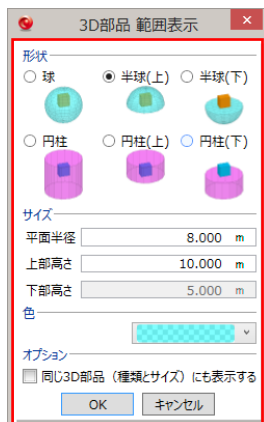 3D部品 範囲表示
形状
球 半球(上) 半球(下)
円柱 円柱(上) 円柱(下)
サイズ
平面半径 8.000 m
上部高さ 10.000 m
下部高さ 5.000 m
色
オプション
同じ3D部品（種類とサイズ）にも表示する
OK キャンセル